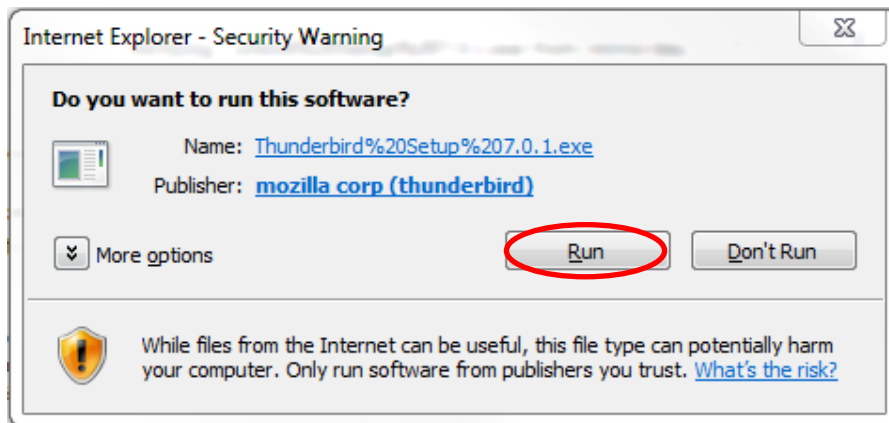 Internet Explorer - Security Warning
Do you want to run this software?
Name: Thunderbird%20Setup%207.0.1.exe
Publisher: mozilla corp (thunderbird)
More options
Run
Don't Run
While files from the Internet can be useful, this file type can potentially harm
your computer. Only run software from publishers you trust. What's the risk?